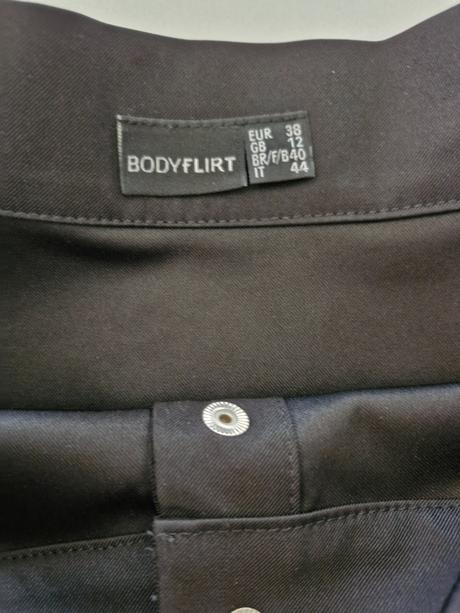 BODYFLIRT
EUR 38
GB 12
BR/F/B40
IT 44